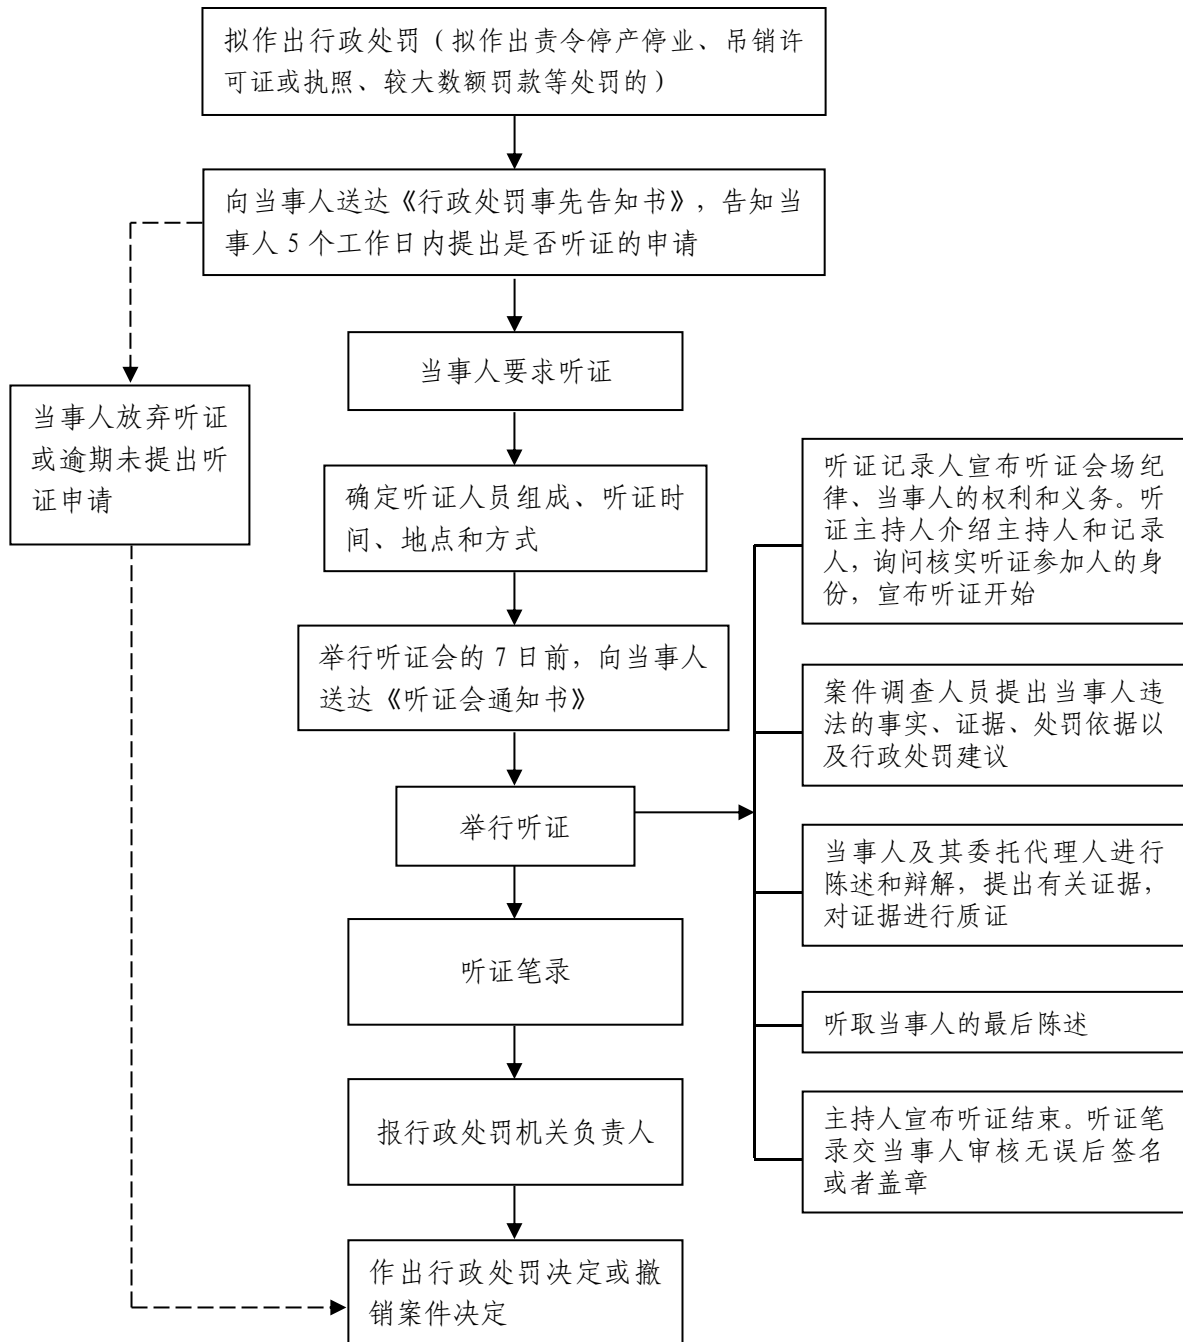 拟作出行政处罚（拟作出责令停产停业、吊销许
可证或执照、较大数额罚款等处罚的）
向当事人送达《行政处罚事先告知书》，告知当
事人 5 个工作日内提出是否听证的申请
当事人要求听证
当事人放弃听证
或逾期未提出听
证申请
确定听证人员组成、听证时
间、地点和方式
举行听证会的 7 日前，向当事人
送达《听证会通知书》
举行听证
听证记录人宣布听证会场纪
律、当事人的权利和义务。听
证主持人介绍主持人和记录
人，询问核实听证参加人的身
份，宣布听证开始
案件调查人员提出当事人违
法的事实、证据、处罚依据以
及行政处罚建议
当事人及其委托代理人进行
陈述和辩解，提出有关证据，
对证据进行质证
听取当事人的最后陈述
主持人宣布听证结束。听证笔
录交当事人审核无误后签名
或者盖章
听证笔录
报行政处罚机关负责人
作出行政处罚决定或撤
销案件决定